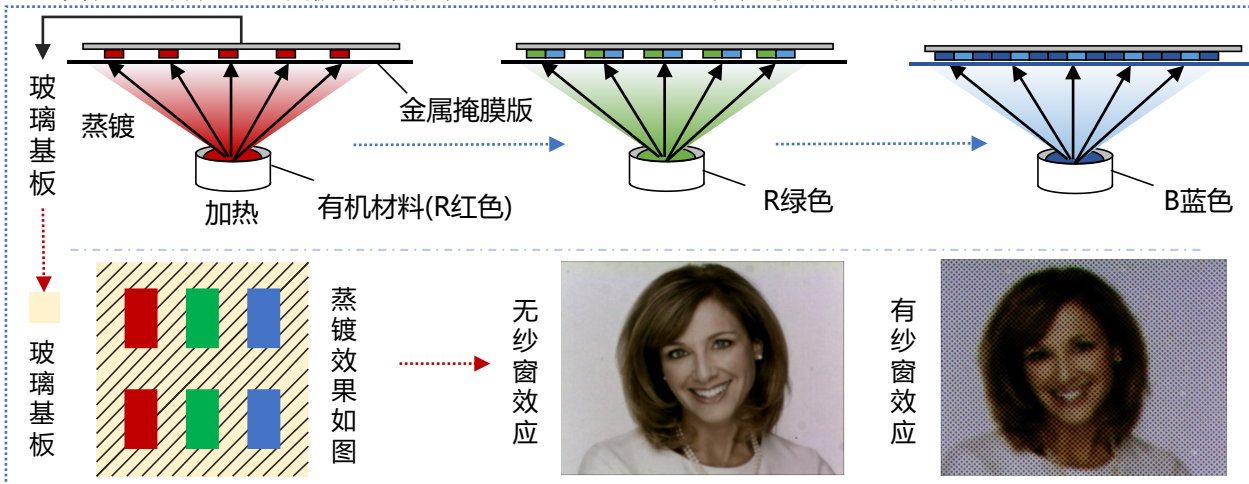 玻璃基板
蒸镀
加热
有机材料(R红色)
金属掩膜版
R绿色
B蓝色
玻璃基板
蒸镀效果如图
无纱窗效应
有纱窗效应